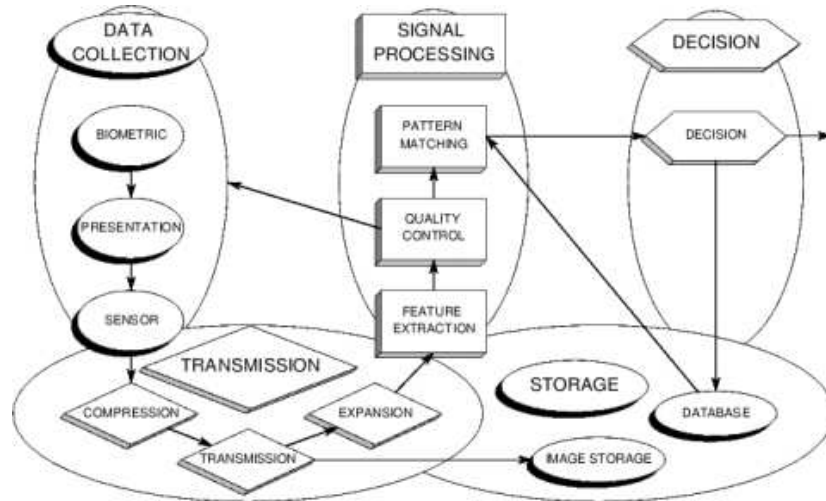 DATA
COLLECTION
SIGNAL
PROCESSING
DECISION
BIOMETRIC
PATTERN
MATCHING
DECISION
PRESENTATION
QUALITY
CONTROL
SENSOR
FEATURE
EXTRACTION
TRANSMISSION
STORAGE
COMPRESSION
EXPANSION
DATABASE
TRANSMISSION
IMAGE STORAGE